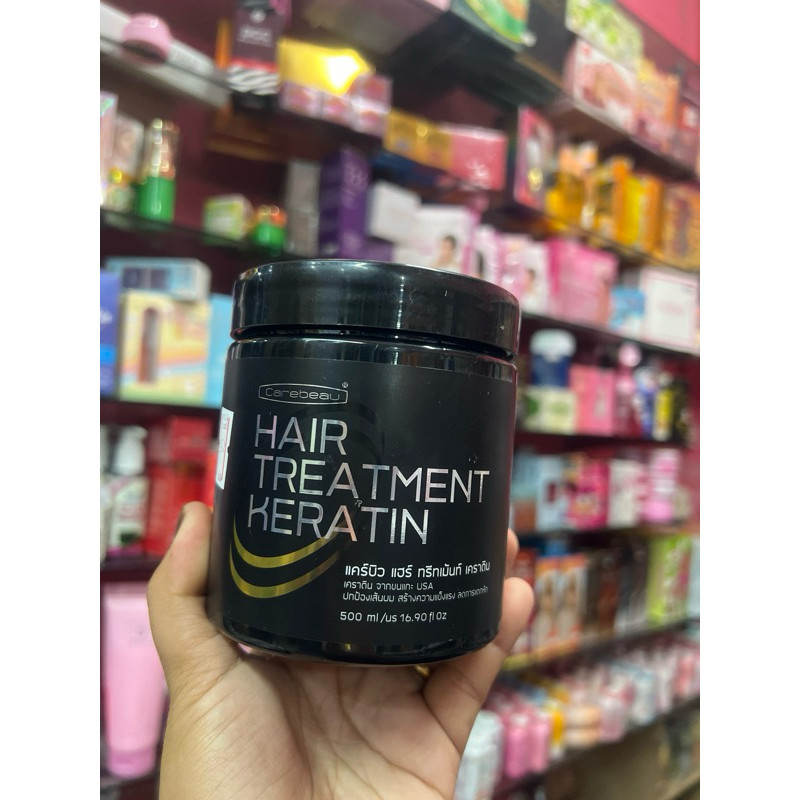 carebeau ®
HAIR
TREATMENT
KERATIN
แคร์บิว แฮร์ ทรีทเม้นท์ เคราติน
เคราติน จากขนแกะ USA
ปกป้องเส้นผม สร้างความแข็งแรง ลดการแตกหัก
500 ml /us 16.90 fl oz